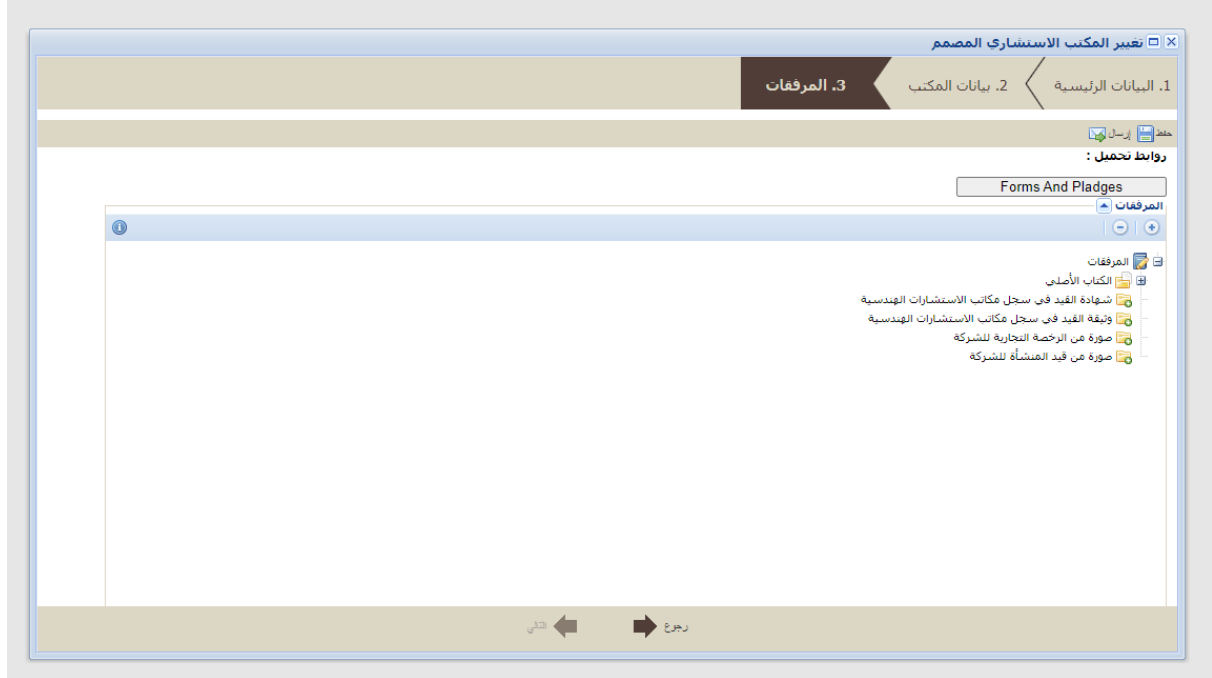 تغيير المكتب الاستشاري المصمم
1. البيانات الرئيسية
2. بيانات المكتب
3. المرفقات
حفظ إرسال
روابط تحميل :
Forms And Pladges
المرفقات
المرفقات
الكتاب الأصلي
شهادة القيد في سجل مكاتب الاستشارات الهندسية
وثيقة القيد في سجل مكاتب الاستشارات الهندسية
صورة من الرخصة التجارية للشركة
صورة من قيد المنشأة للشركة
رجوع
التالي